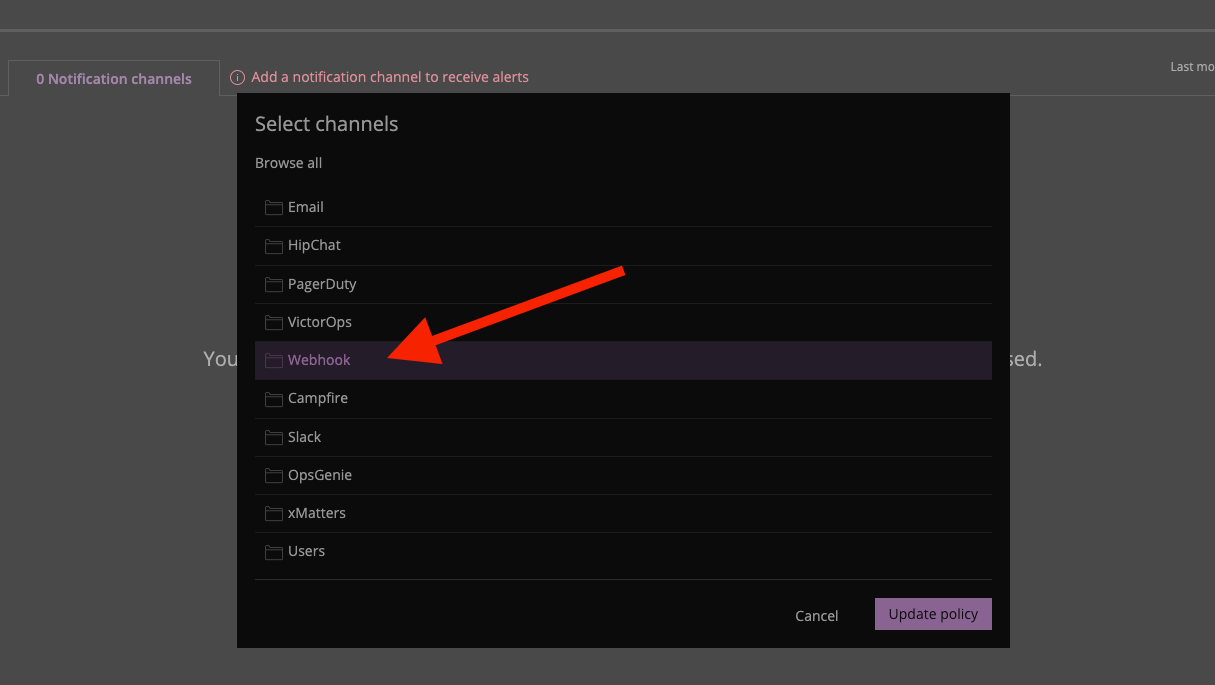 0 Notification channels
Add a notification channel to receive alerts
Last mo
Select channels
Browse all
Email
HipChat
PagerDuty
VictorOps
You
Webhook
sed.
Campfire
Slack
OpsGenie
xMatters
Users
Cancel
Update policy